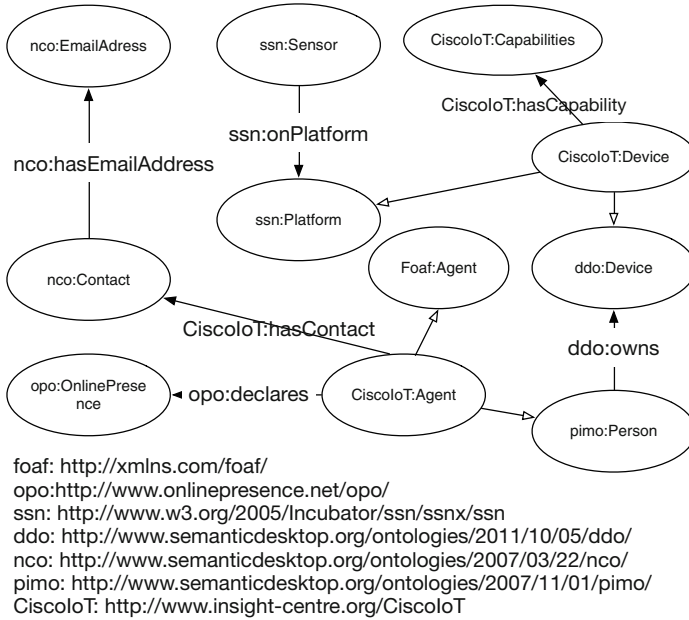 nco:EmailAdress
ssn:Sensor
CiscoIoT:Capabilities
CiscoIoT:hasCapability
ssn:onPlatform
nco:hasEmailAddress
CiscoIoT:Device
ssn:Platform
Foaf:Agent
nco:Contact
ddo:Device
CiscoIoT:hasContact
ddo:owns
opo:OnlinePrese
nce
opo:declares
CiscoIoT:Agent
pimo:Person
foaf: http://xmlns.com/foaf/
opo:http://www.onlinepresence.net/opo/
ssn: http://www.w3.org/2005/Incubator/ssn/ssnx/ssn
ddo: http://www.semanticdesktop.org/ontologies/2011/10/05/ddo/
nco: http://www.semanticdesktop.org/ontologies/2007/03/22/nco/
pimo: http://www.semanticdesktop.org/ontologies/2007/11/01/pimo/
CiscoIoT: http://www.insight-centre.org/CiscoIoT